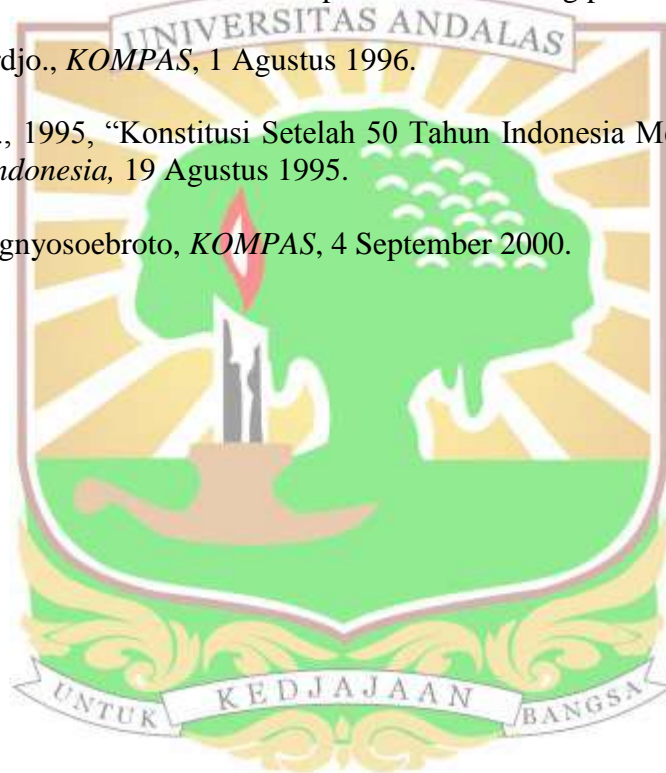 UNIVERSITAS ANDALAS
rdjo., KOMPAS, 1 Agustus 1996.
., 1995, “Konstitusi Setelah 50 Tahun Indonesia
ndonesia, 19 Agustus 1995.
gnyosoebroto, KOMPAS, 4 September 2000.
UNTUK KEDJAJAAN BANGSA